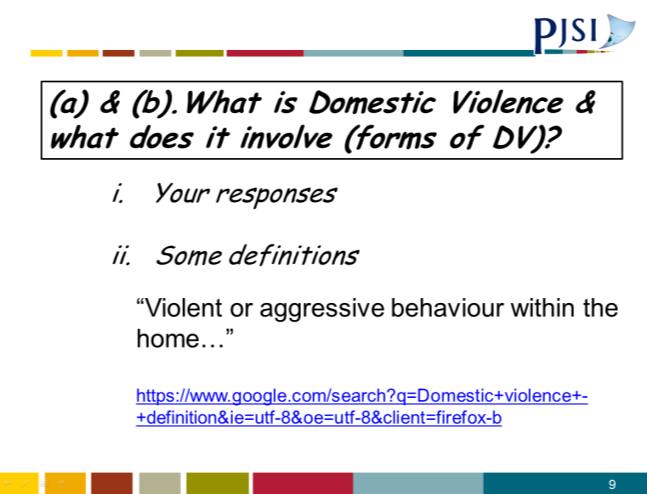 PJSI
(a) & (b). What is Domestic Violence &
what does it involve (forms of DV)?
i. Your responses
ii. Some definitions
“Violent or aggressive behaviour within the
home…”
https://www.google.com/search?q=Domestic+violence+-
+definition&ie=utf-8&oe=utf-8&client=firefox-b
9